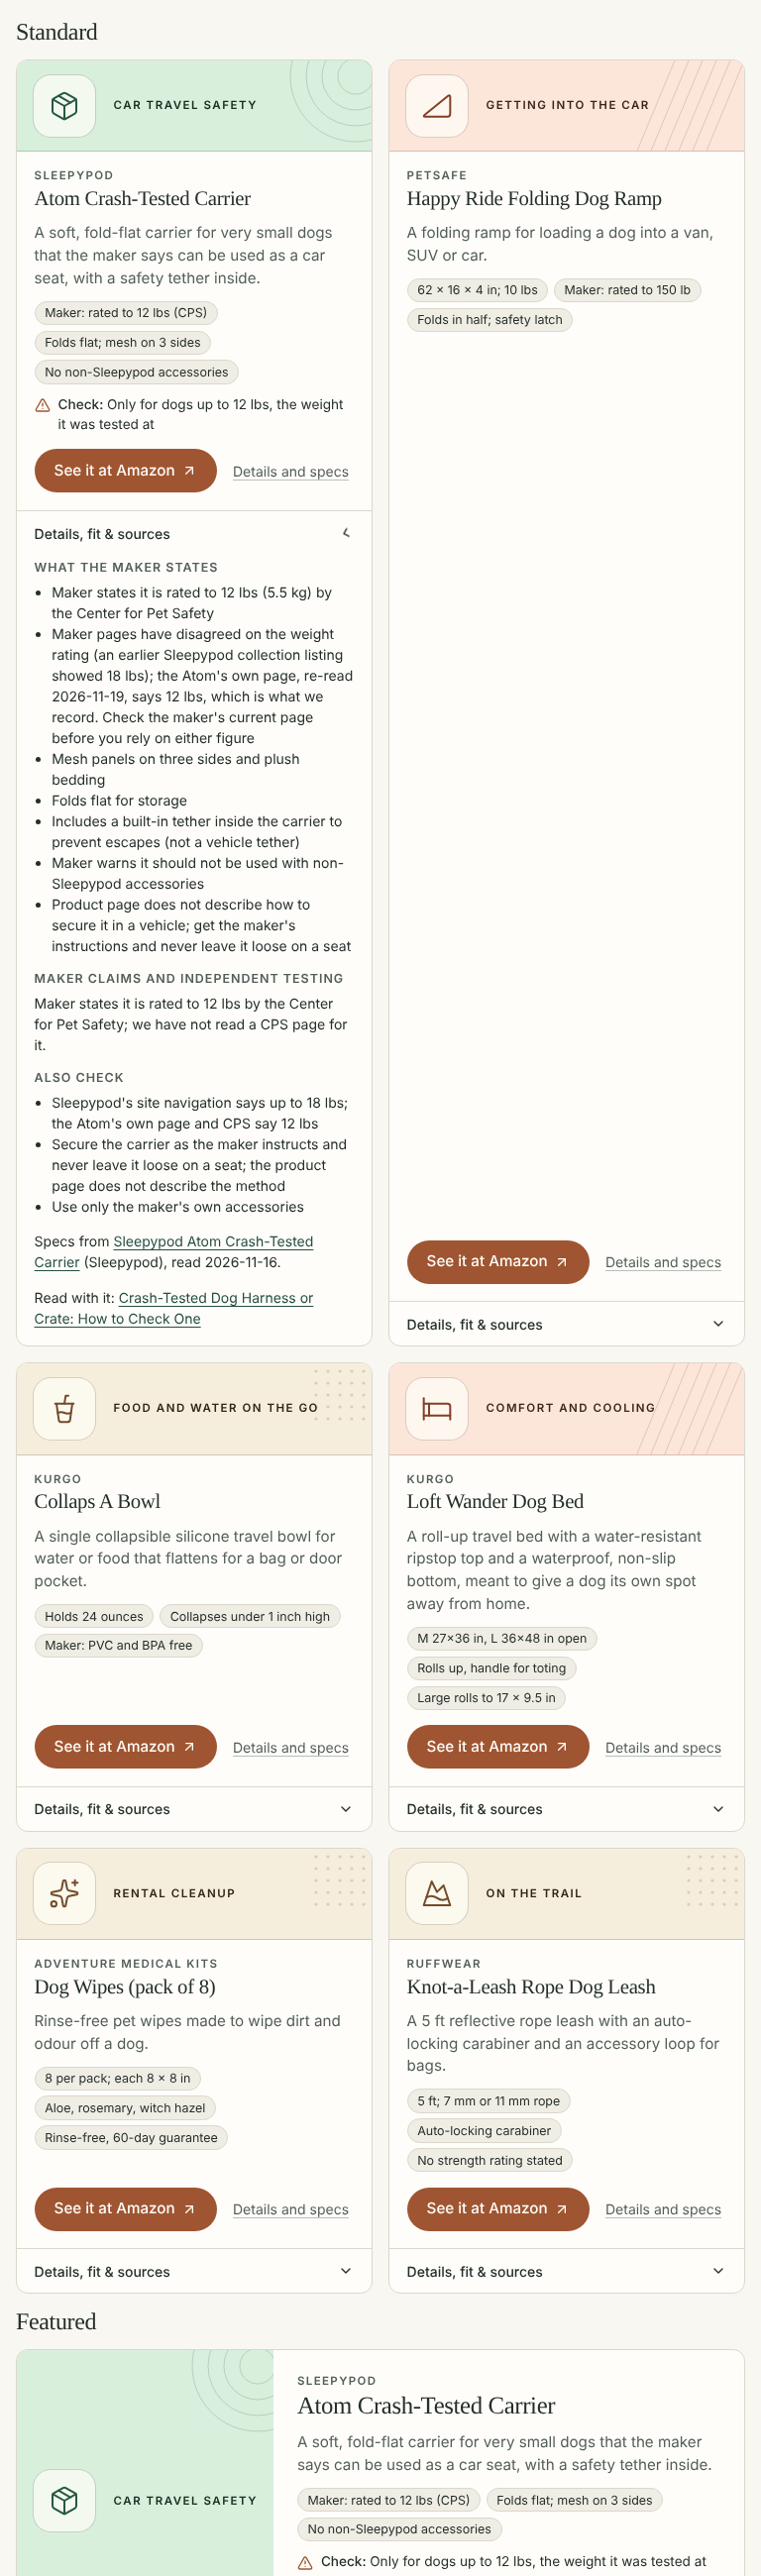 Standard
CAR TRAVEL SAFETY
SLEEPYPOD
Atom Crash-Tested Carrier
A soft, fold-flat carrier for very small dogs
that the maker says can be used as a car
seat, with a safety tether inside.
Maker: rated to 12 lbs (CPS)
Folds flat; mesh on 3 sides
No non-Sleepypod accessories
Check: Only for dogs up to 12 lbs, the weight
it was tested at
See it at Amazon
Details and specs
Details, fit & sources
WHAT THE MAKER STATES
• Maker states it is rated to 12 lbs (5.5 kg) by
the Center for Pet Safety
• Maker pages have disagreed on the weight
rating (an earlier Sleepypod collection listing
showed 18 lbs); the Atom's own page, re-read
2026-11-19, says 12 lbs, which is what we
record. Check the maker's current page
before you rely on either figure
• Mesh panels on three sides and plush
bedding
• Folds flat for storage
• Includes a built-in tether inside the carrier to
prevent escapes (not a vehicle tether)
• Maker warns it should not be used with non-
Sleepypod accessories
• Product page does not describe how to
secure it in a vehicle; get the maker's
instructions and never leave it loose on a seat
MAKER CLAIMS AND INDEPENDENT TESTING
Maker states it is rated to 12 lbs by the Center
for Pet Safety; we have not read a CPS page for
it.
ALSO CHECK
• Sleepypod's site navigation says up to 18 lbs;
the Atom's own page and CPS say 12 lbs
• Secure the carrier as the maker instructs and
never leave it loose on a seat; the product
page does not describe the method
• Use only the maker's own accessories
Specs from Sleepypod Atom Crash-Tested
Carrier (Sleepypod), read 2026-11-16.
Read with it: Crash-Tested Dog Harness or
Crate: How to Check One
GETTING INTO THE CAR
PETSAFE
Happy Ride Folding Dog Ramp
A folding ramp for loading a dog into a van,
SUV or car.
62 × 16 × 4 in; 10 lbs
Maker: rated to 150 lb
Folds in half; safety latch
See it at Amazon
Details and specs
Details, fit & sources
FOOD AND WATER ON THE GO
KURGO
Collaps A Bowl
A single collapsible silicone travel bowl for
water or food that flattens for a bag or door
pocket.
Holds 24 ounces
Collapses under 1 inch high
Maker: PVC and BPA free
See it at Amazon
Details and specs
Details, fit & sources
COMFORT AND COOLING
KURGO
Loft Wander Dog Bed
A roll-up travel bed with a water-resistant
ripstop top and a waterproof, non-slip
bottom, meant to give a dog its own spot
away from home.
M 27×36 in, L 36×48 in open
Rolls up, handle for toting
Large rolls to 17 × 9.5 in
See it at Amazon
Details and specs
Details, fit & sources
RENTAL CLEANUP
ADVENTURE MEDICAL KITS
Dog Wipes (pack of 8)
Rinse-free pet wipes made to wipe dirt and
odour off a dog.
8 per pack; each 8 × 8 in
Aloe, rosemary, witch hazel
Rinse-free, 60-day guarantee
See it at Amazon
Details and specs
Details, fit & sources
ON THE TRAIL
RUFFWEAR
Knot-a-Leash Rope Dog Leash
A 5 ft reflective rope leash with an auto-
locking carabiner and an accessory loop for
bags.
5 ft; 7 mm or 11 mm rope
Auto-locking carabiner
No strength rating stated
See it at Amazon
Details and specs
Details, fit & sources
Featured
CAR TRAVEL SAFETY
SLEEPYPOD
Atom Crash-Tested Carrier
A soft, fold-flat carrier for very small dogs that the maker
says can be used as a car seat, with a safety tether inside.
Maker: rated to 12 lbs (CPS)
Folds flat; mesh on 3 sides
No non-Sleepypod accessories
Check: Only for dogs up to 12 lbs, the weight it was tested at